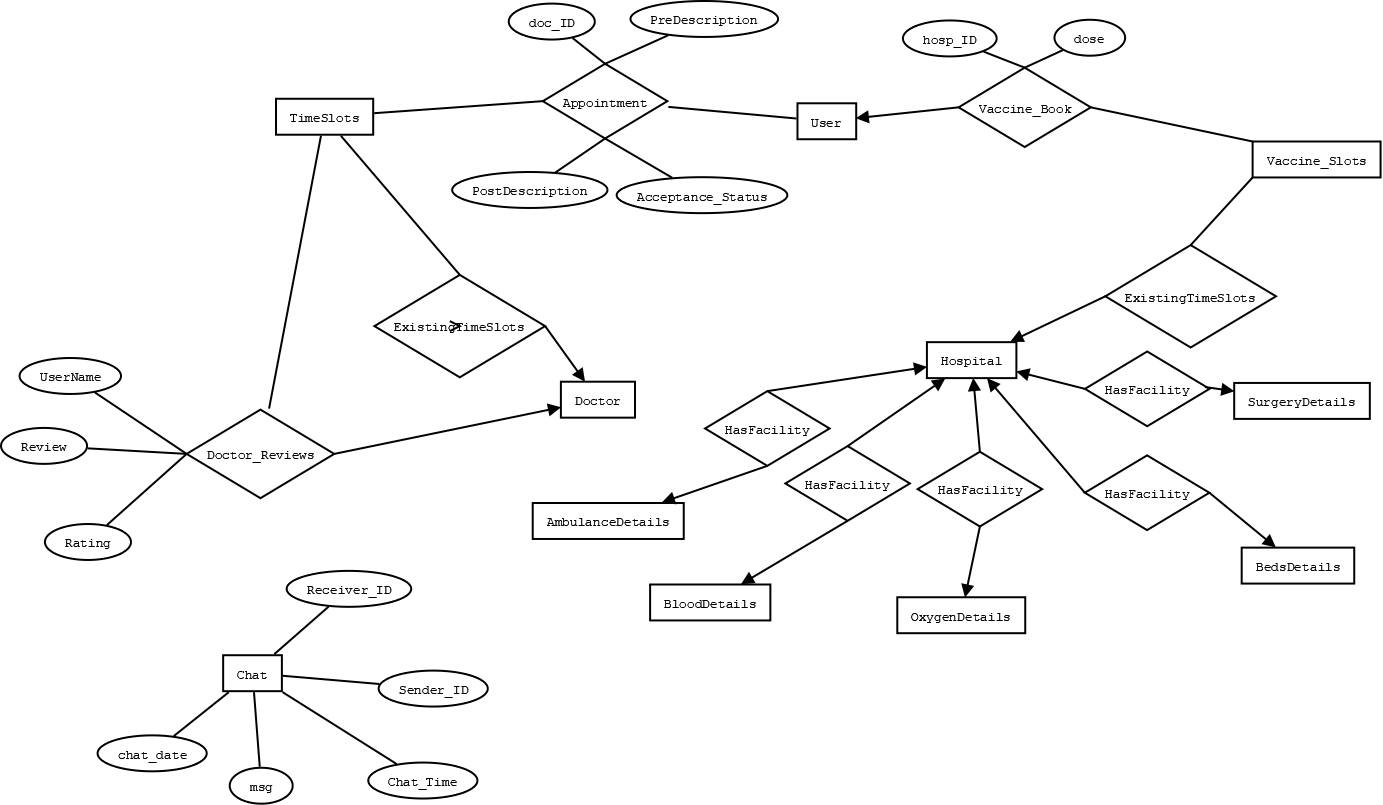 doc_ID
PreDescription
hosp_ID
dose
TimeSlots
Appointment
User
Vaccine_Book
Vaccine_Slots
PostDescription
Acceptance_Status
ExistingTimeSlots
>
ExistingTimeSlots
Hospital
UserName
Doctor
HasFacility
SurgeryDetails
Review
Doctor_Reviews
HasFacility
HasFacility
HasFacility
HasFacility
Rating
AmbulanceDetails
BedsDetails
Receiver_ID
BloodDetails
OxygenDetails
Chat
Sender_ID
chat_date
msg
Chat_Time